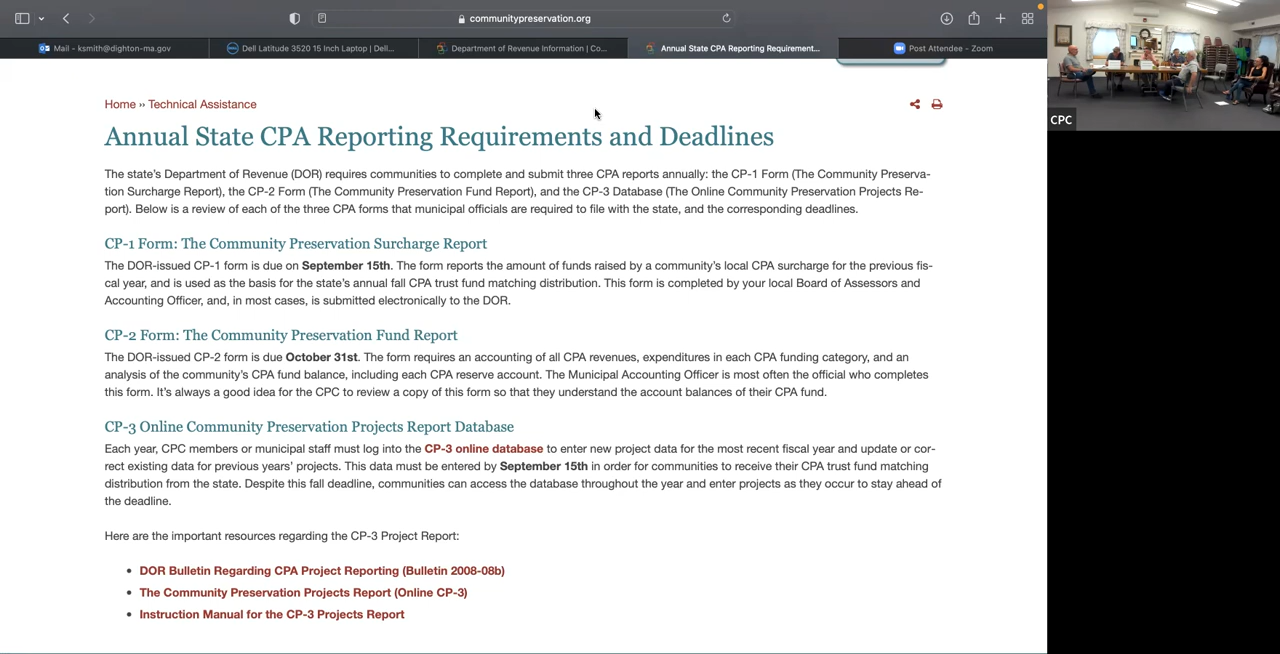 communitypreservation.org
Mail - ksmith@dighton-ma.gov
Dell Latitude 3520 15 Inch Laptop | Dell...
Department of Revenue Information | Co...
Annual State CPA Reporting Requirement...
Post Attendee - Zoom
CPC
Home ›› Technical Assistance
Annual State CPA Reporting Requirements and Deadlines
The state's Department of Revenue (DOR) requires communities to complete and submit three CPA reports annually: the CP-1 Form (The Community Preserva-
tion Surcharge Report), the CP-2 Form (The Community Preservation Fund Report), and the CP-3 Database (The Online Community Preservation Projects Re-
port). Below is a review of each of the three CPA forms that municipal officials are required to file with the state, and the corresponding deadlines.
CP-1 Form: The Community Preservation Surcharge Report
The DOR-issued CP-1 form is due on September 15th. The form reports the amount of funds raised by a community's local CPA surcharge for the previous fis-
cal year, and is used as the basis for the state's annual fall CPA trust fund matching distribution. This form is completed by your local Board of Assessors and
Accounting Officer, and, in most cases, is submitted electronically to the DOR.
CP-2 Form: The Community Preservation Fund Report
The DOR-issued CP-2 form is due October 31st. The form requires an accounting of all CPA revenues, expenditures in each CPA funding category, and an
analysis of the community's CPA fund balance, including each CPA reserve account. The Municipal Accounting Officer is most often the official who completes
this form. It's always a good idea for the CPC to review a copy of this form so that they understand the account balances of their CPA fund.
CP-3 Online Community Preservation Projects Report Database
Each year, CPC members or municipal staff must log into the CP-3 online database to enter new project data for the most recent fiscal year and update or cor-
rect existing data for previous years' projects. This data must be entered by September 15th in order for communities to receive their CPA trust fund matching
distribution from the state. Despite this fall deadline, communities can access the database throughout the year and enter projects as they occur to stay ahead of
the deadline.
Here are the important resources regarding the CP-3 Project Report:
• DOR Bulletin Regarding CPA Project Reporting (Bulletin 2008-08b)
• The Community Preservation Projects Report (Online CP-3)
• Instruction Manual for the CP-3 Projects Report